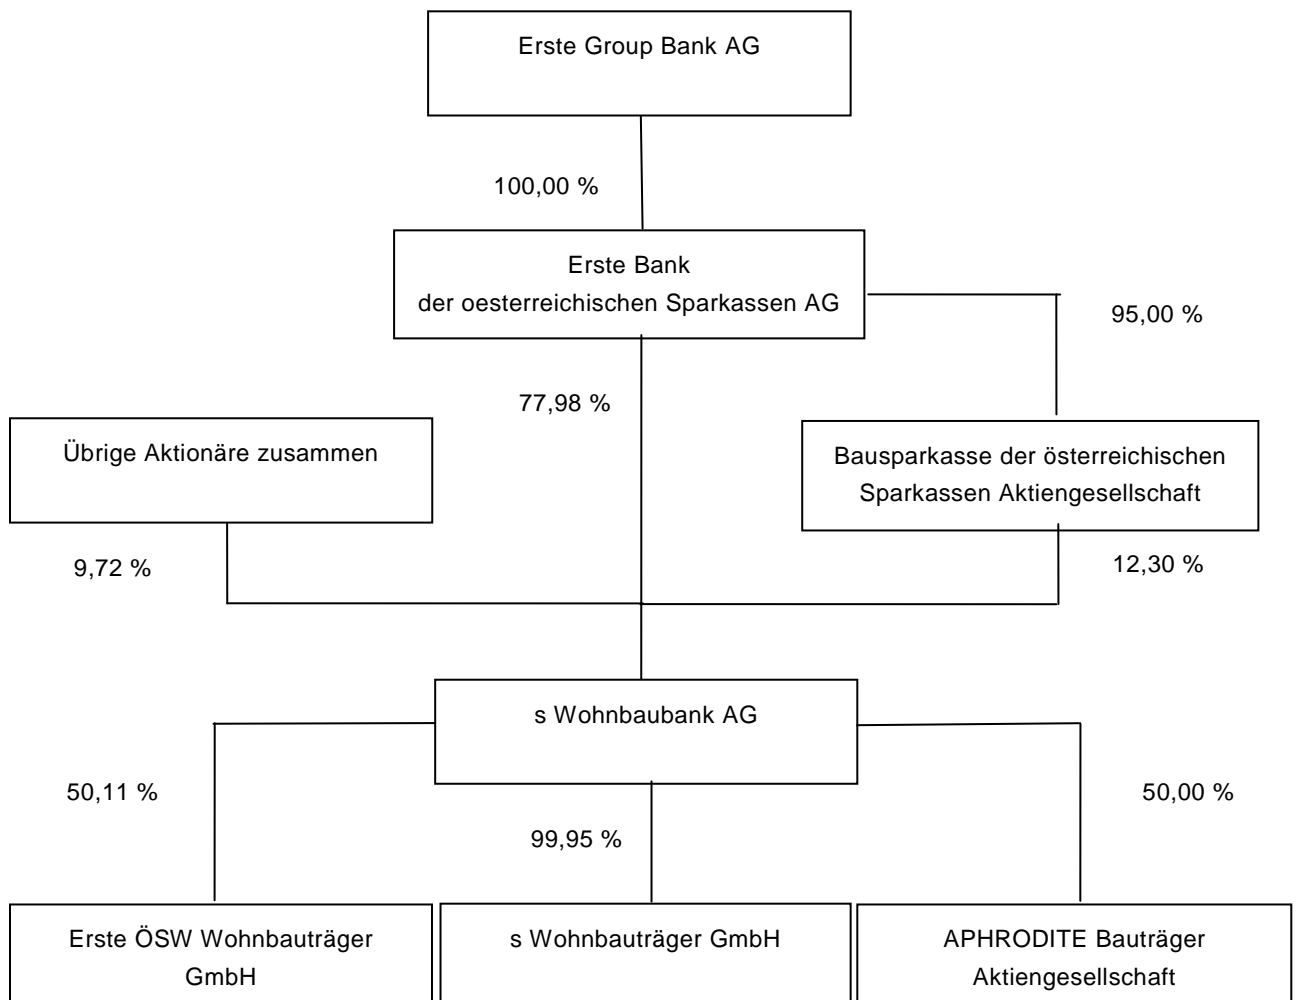 Erste Group Bank AG
100,00 %
Erste Bank
der oesterreichischen Sparkassen AG
95,00 %
77,98 %
Übrige Aktionäre zusammen
Bausparkasse der österreichischen
Sparkassen Aktiengesellschaft
9,72 %
12,30 %
s Wohnbaubank AG
50,11 %
50,00 %
99,95 %
Erste ÖSW Wohnbauträger
GmbH
s Wohnbauträger GmbH
APHRODITE Bauträger
Aktiengesellschaft